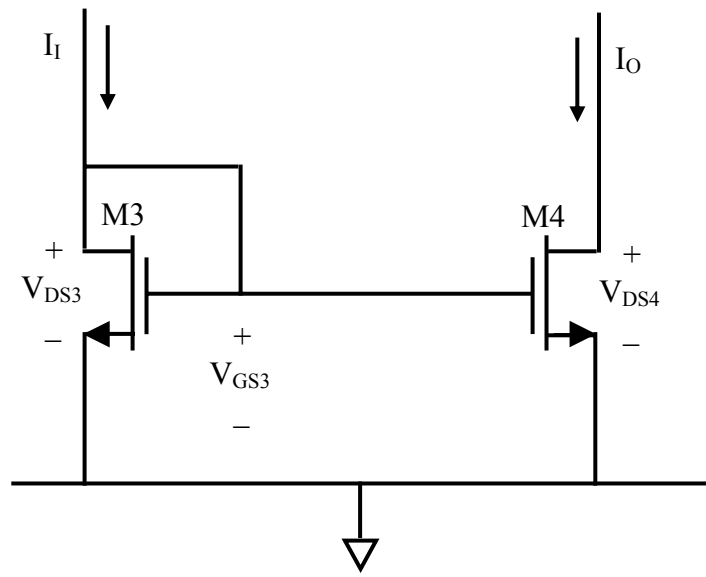 I_I
I_O
M3
M4
+
V_DS3
–
+
V_GS3
–
+
V_DS4
–